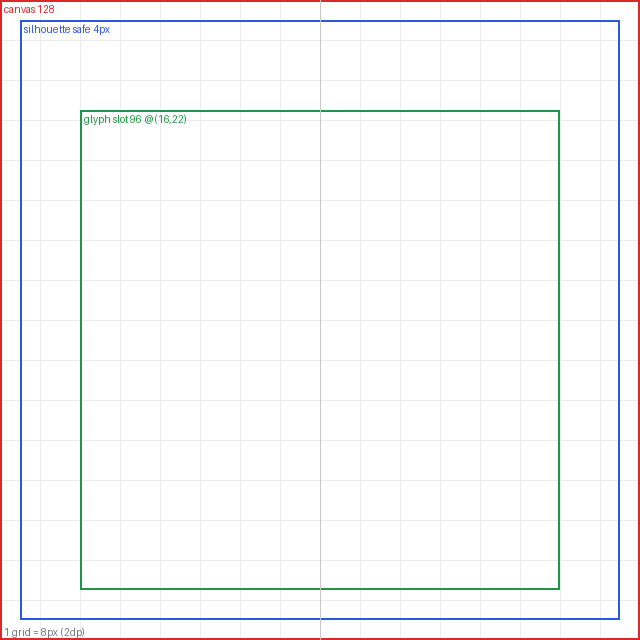 canvas 128
silhouette safe 4px
glyph slot 96 @(16,22)
1 grid = 8px (2dp)